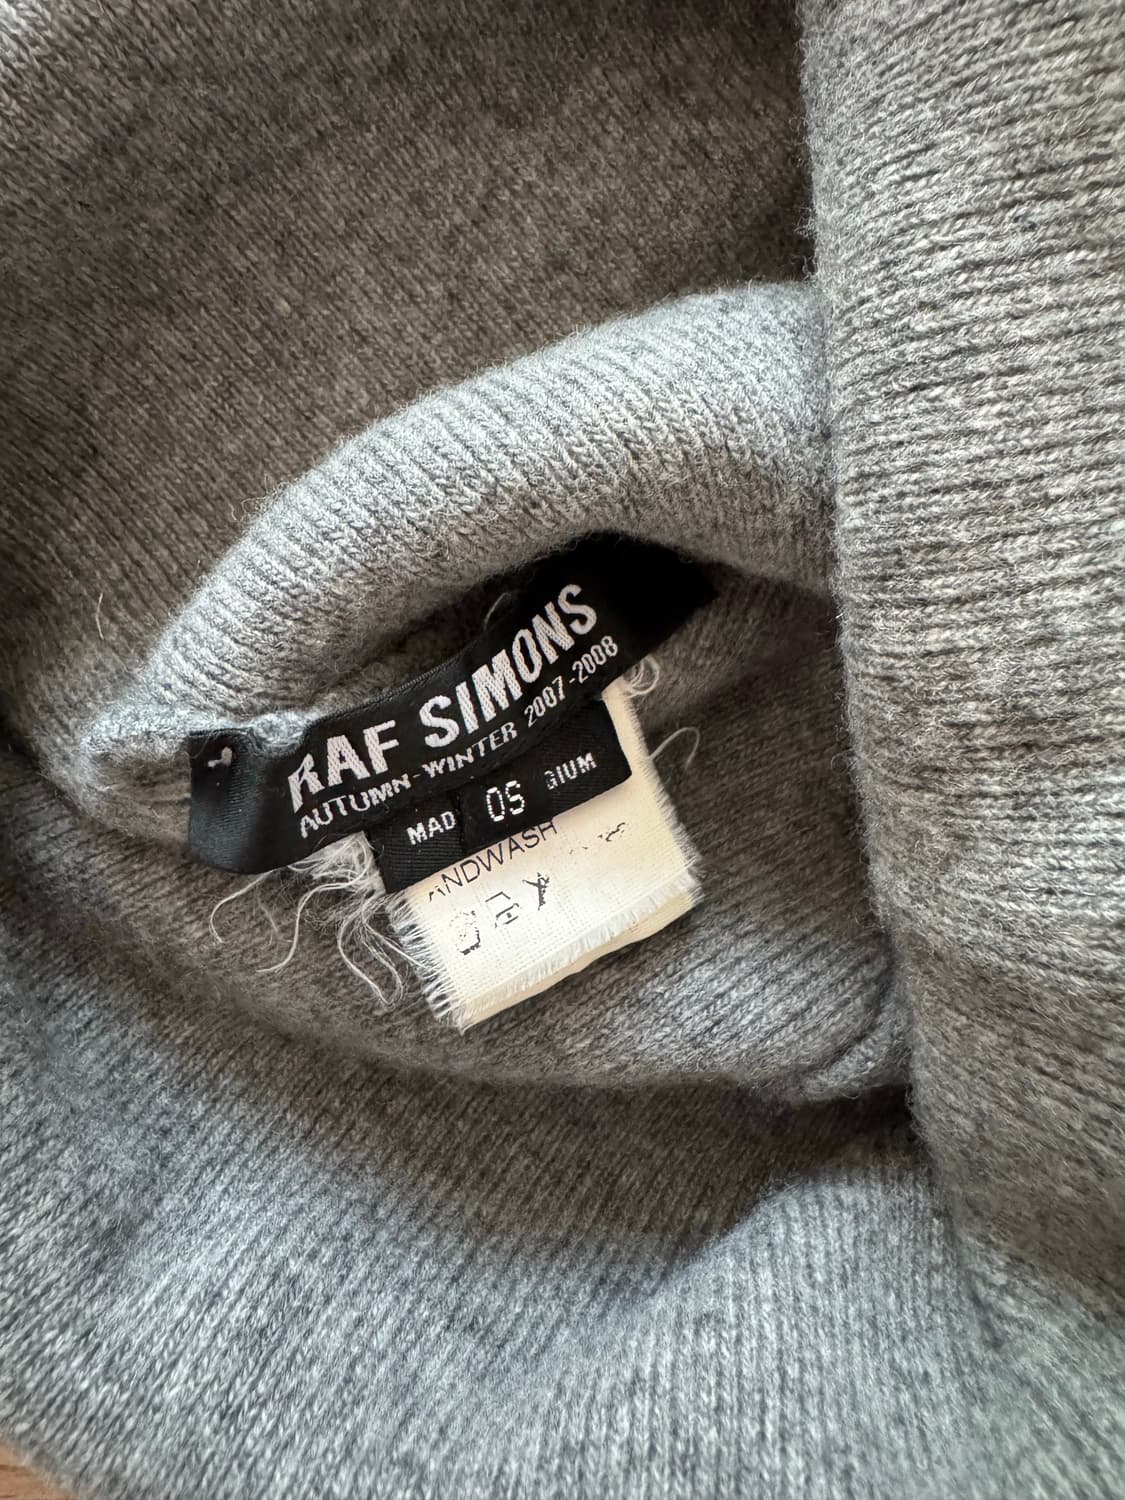 RAF SIMONS
AUTUMN-WINTER 2007-2008
MAD OS GIUM
ANDWASH